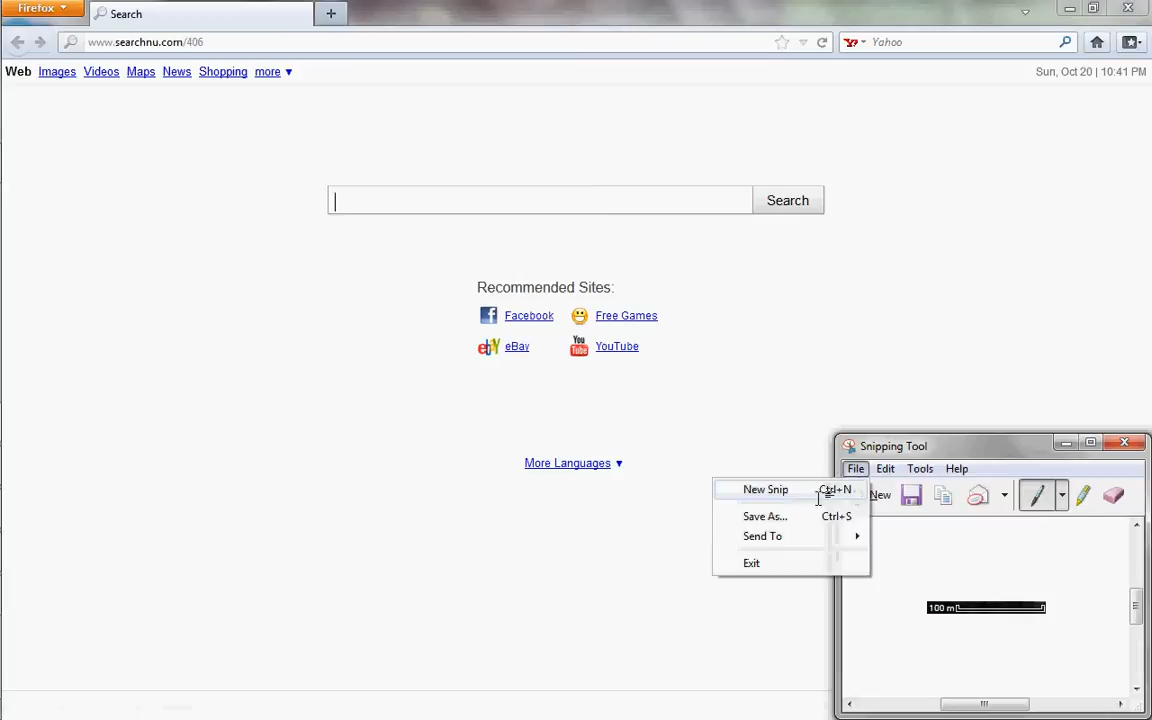 Firefox
Search
www.searchnu.com/406
Yahoo
Web Images Videos Maps News Shopping more
Sun, Oct 20 | 10:41 PM
Search
Recommended Sites:
Facebook
Free Games
eBay
YouTube
More Languages
Snipping Tool
File Edit Tools Help
New
New Snip Ctrl+N
Save As... Ctrl+S
Send To
Exit
100 m